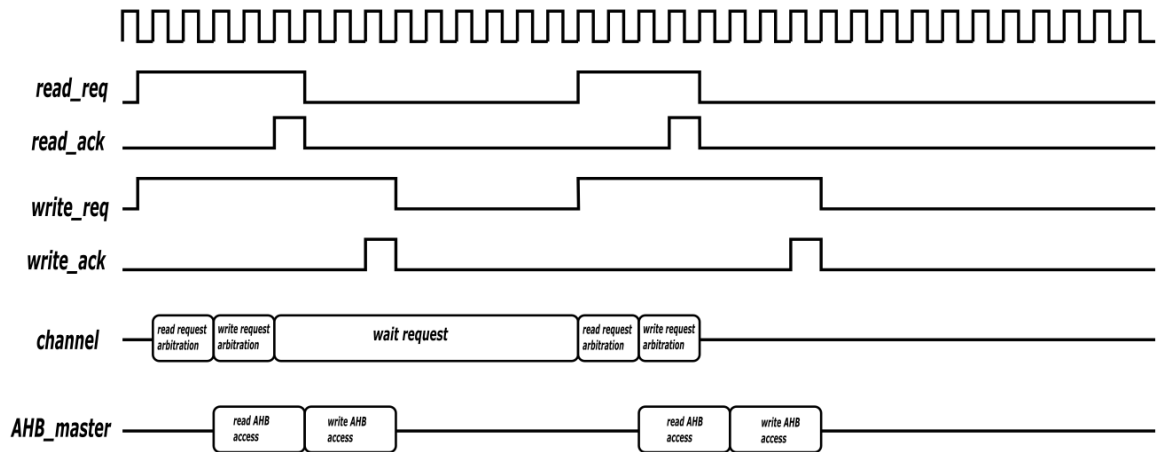 read_req
read_ack
write_req
write_ack
channel
read request
arbitration
write request
arbitration
wait request
read request
arbitration
write request
arbitration
AHB_master
read AHB
access
write AHB
access
read AHB
access
write AHB
access